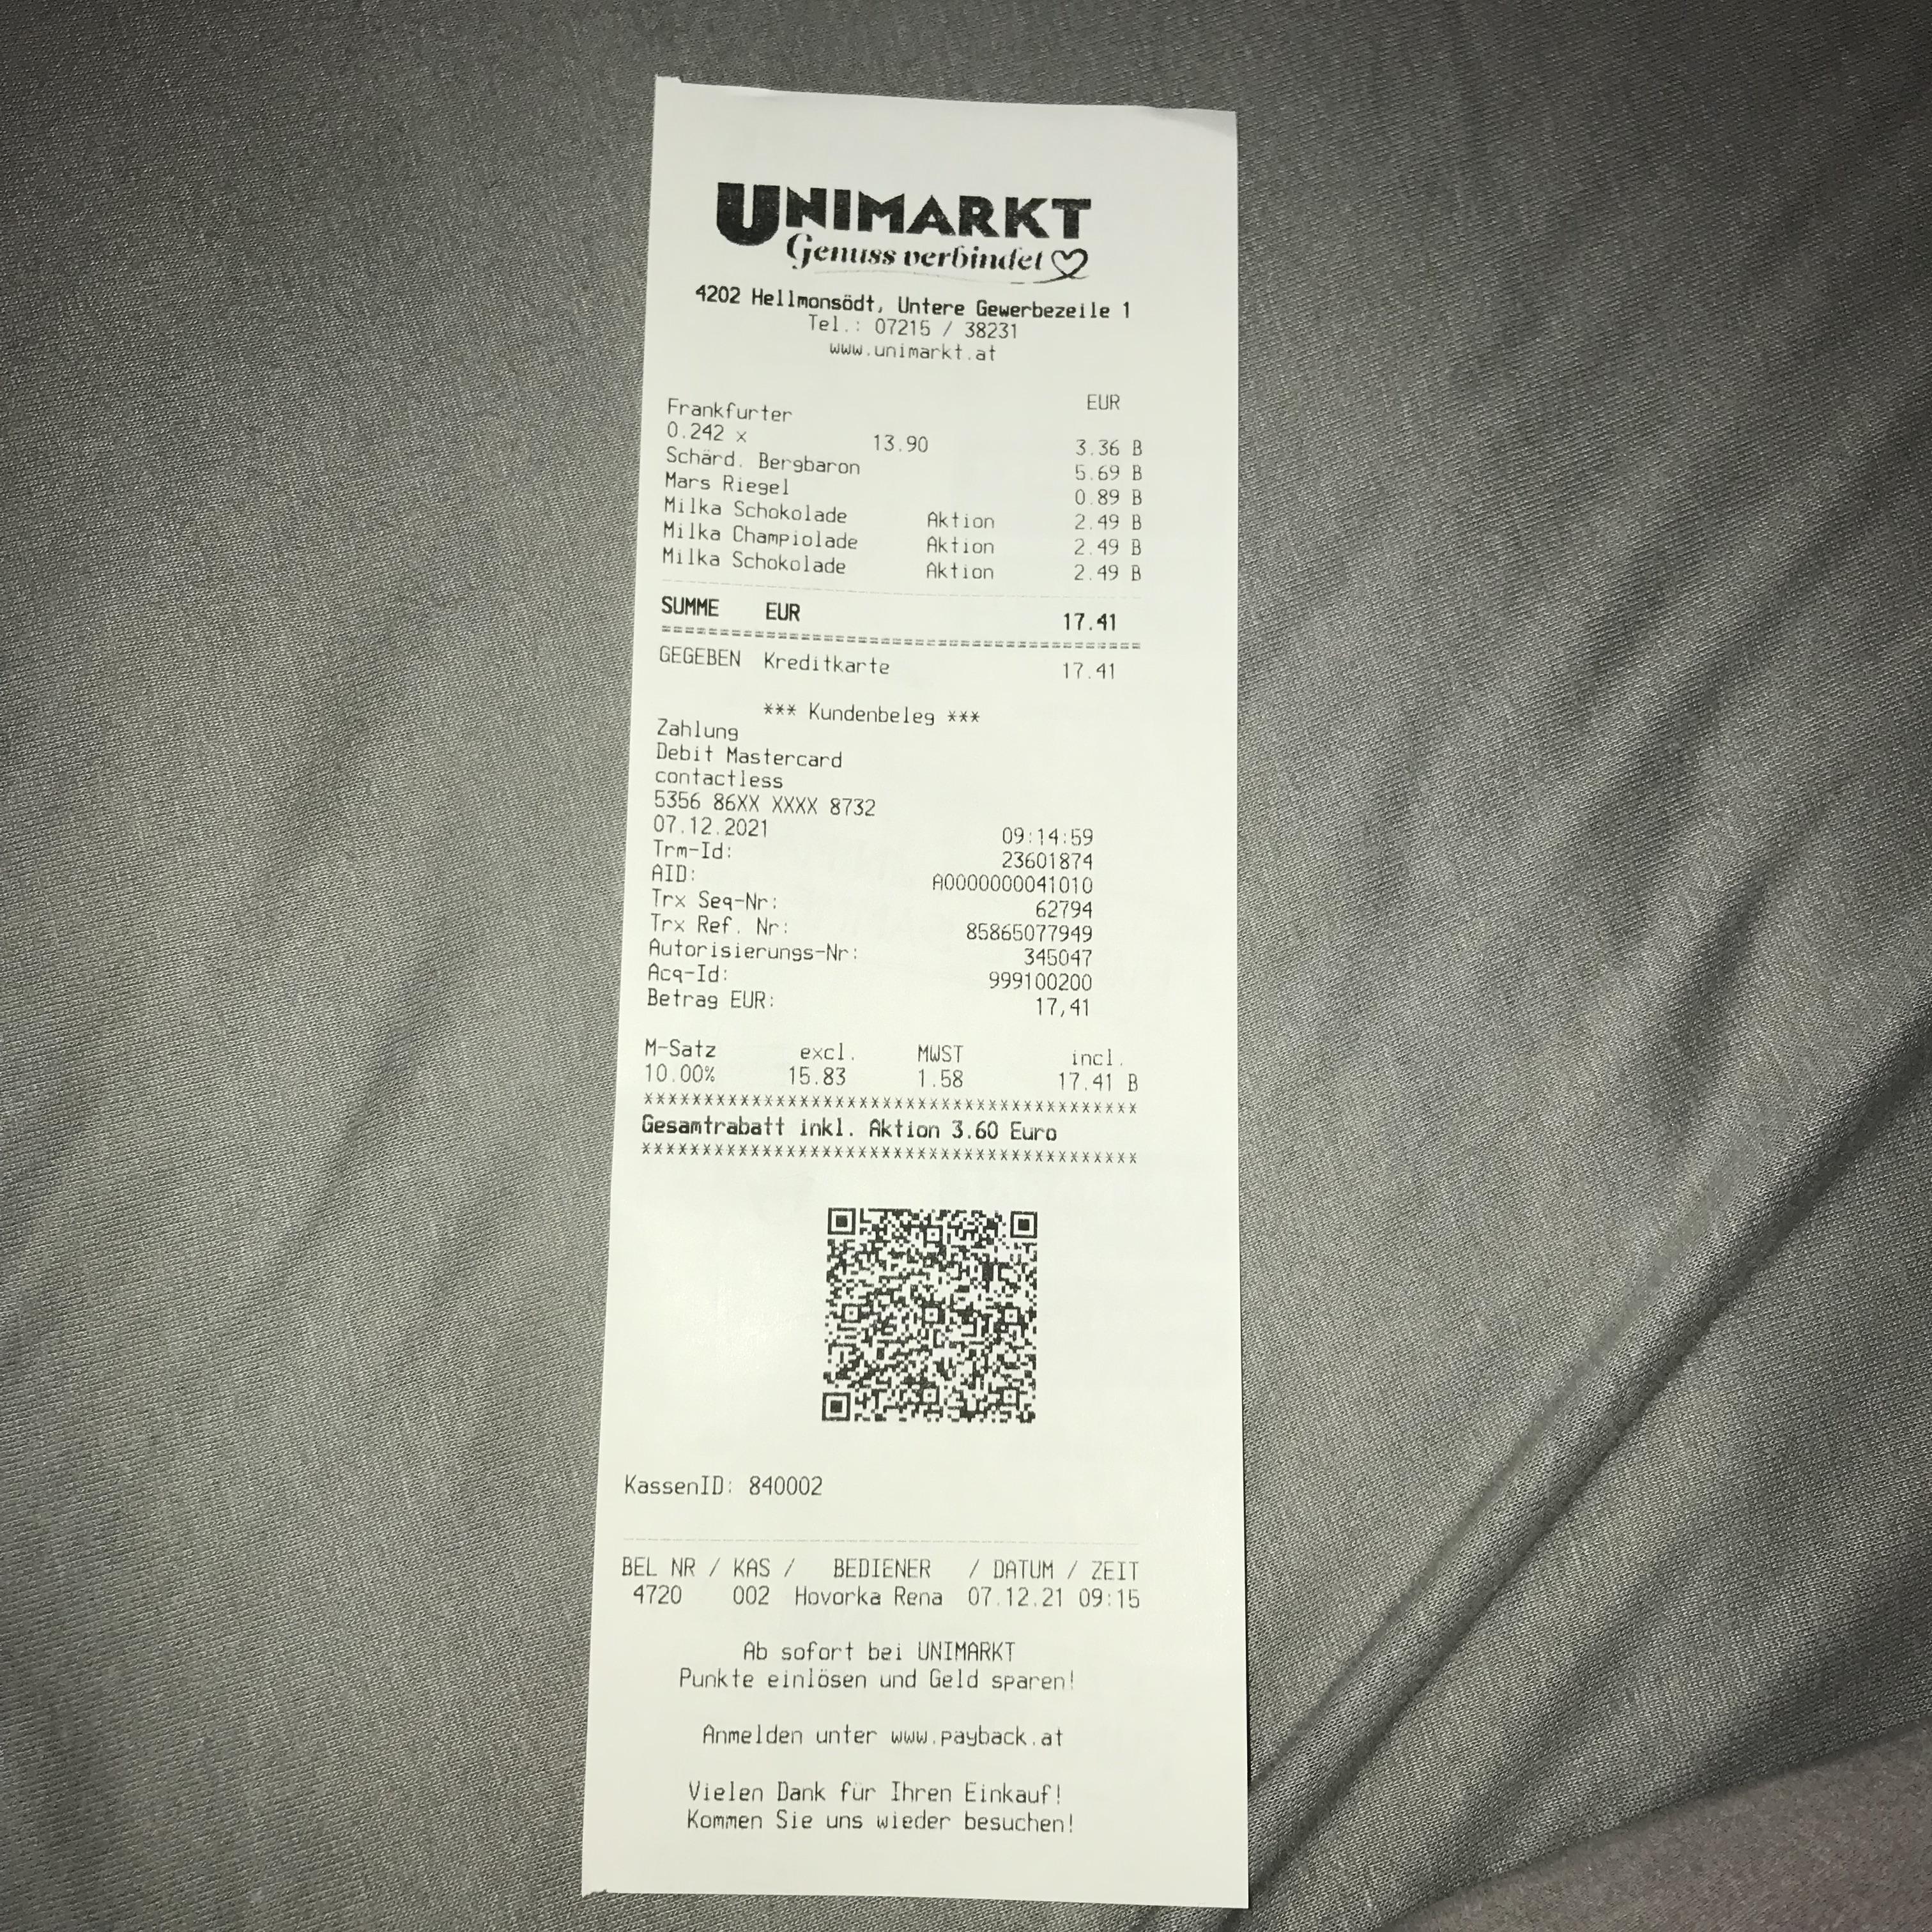 UNIMARKT
Genuss verbindet
4202 Hellmonsödt, Untere Gewerbezeile 1
Tel.: 07215 / 38231
www.unimarkt.at
EUR
Frankfurter
0.242 x 13.90 3.36 B
Schärd. Bergbaron 5.69 B
Mars Riegel 0.89 B
Milka Schokolade Aktion 2.49 B
Milka Champiolade Aktion 2.49 B
Milka Schokolade Aktion 2.49 B
SUMME EUR 17.41
========================================
GEGEBEN Kreditkarte 17.41
*** Kundenbeleg ***
Zahlung
Debit Mastercard
contactless
5356 86XX XXXX 8732
07.12.2021 09:14:59
Trm-Id: 23601874
AID: A0000000041010
Trx Seq-Nr: 62794
Trx Ref. Nr: 85865077949
Autorisierungs-Nr: 345047
Acq-Id: 999100200
Betrag EUR: 17,41
M-Satz excl. MWST incl.
10.00% 15.83 1.58 17.41 B
******************************************
Gesamtrabatt inkl. Aktion 3.60 Euro
******************************************
KassenID: 840002
BEL NR / KAS / BEDIENER / DATUM / ZEIT
4720 002 Hovorka Rena 07.12.21 09:15
Ab sofort bei UNIMARKT
Punkte einlösen und Geld sparen!
Anmelden unter www.payback.at
Vielen Dank für Ihren Einkauf!
Kommen Sie uns wieder besuchen!